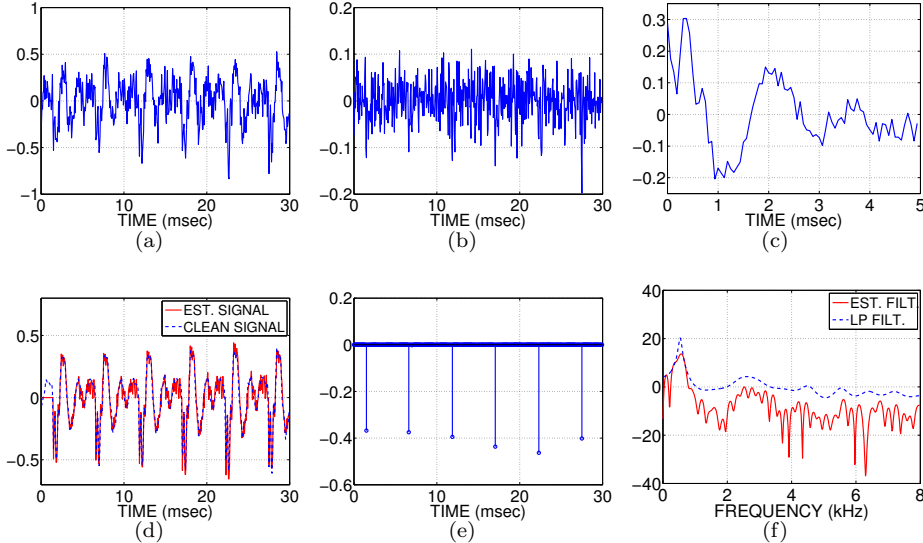 1
0.5
0
−0.5
−1
0 10 20 30
TIME (msec)
(a)
0.2
0.1
0
−0.1
−0.2
0 10 20 30
TIME (msec)
(b)
0.3
0.2
0.1
0
−0.1
−0.2
0 1 2 3 4 5
TIME (msec)
(c)
0.5
0
−0.5
0 10 20 30
EST. SIGNAL
CLEAN SIGNAL
TIME (msec)
(d)
0.2
0
−0.2
−0.4
−0.6
0 10 20 30
TIME (msec)
(e)
40
20
0
−20
−40
0 2 4 6 8
EST. FILT.
LP FILT.
FREQUENCY (kHz)
(f)